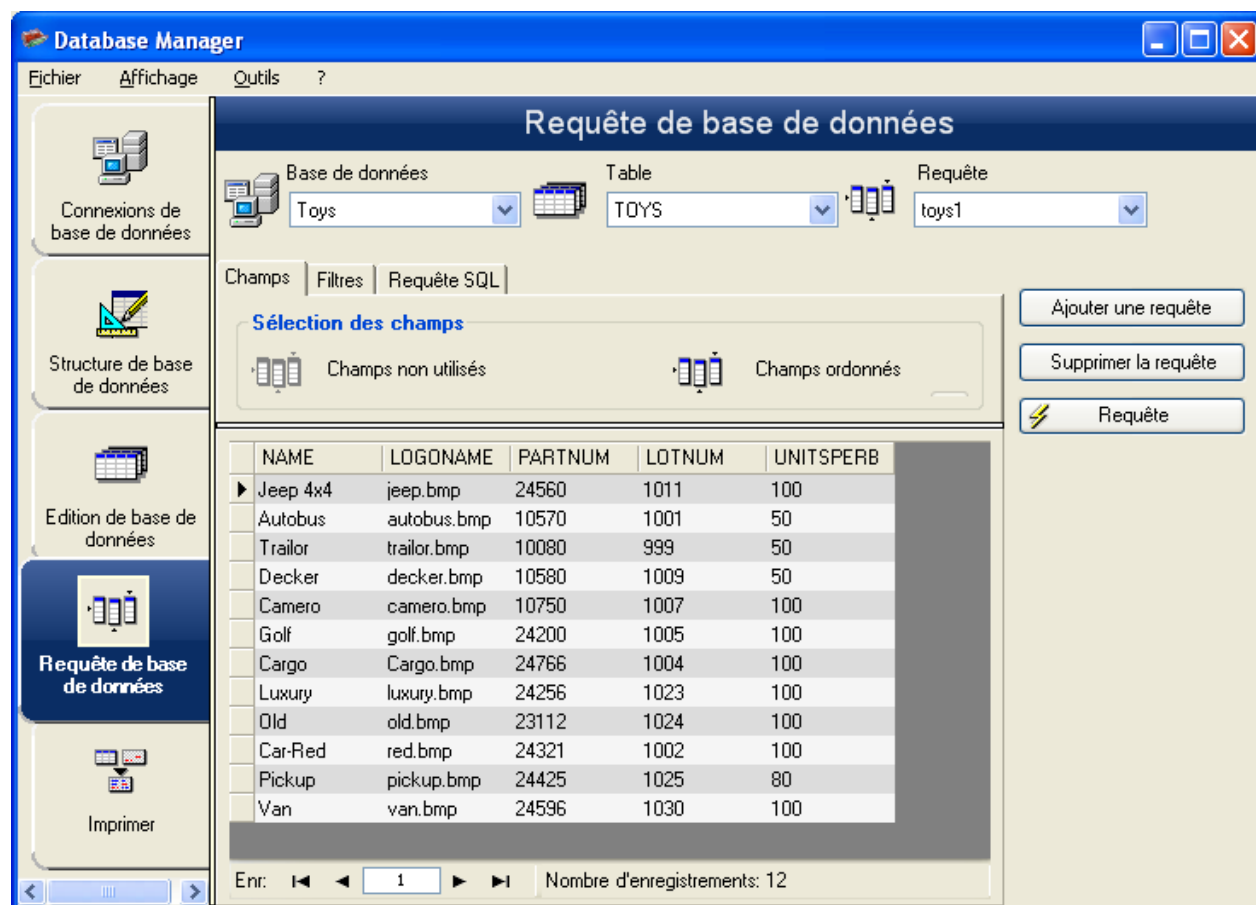 Database Manager
Fichier Affichage Outils ?
Connexions de
base de données
Structure de base
de données
Edition de base de
données
Requête de base
de données
Imprimer
Requête de base de données
Base de données Table Requête
Toys TOYS toys1
Champs Filtres Requête SQL
Sélection des champs
Champs non utilisés Champs ordonnés
Ajouter une requête
Supprimer la requête
Requête
NAME LOGONAME PARTNUM LOTNUM UNITSPERB
Jeep 4x4 jeep.bmp 24560 1011 100
Autobus autobus.bmp 10570 1001 50
Trailor trailor.bmp 10080 999 50
Decker decker.bmp 10580 1009 50
Camero camero.bmp 10750 1007 100
Golf golf.bmp 24200 1005 100
Cargo Cargo.bmp 24766 1004 100
Luxury luxury.bmp 24256 1023 100
Old old.bmp 23112 1024 100
Car-Red red.bmp 24321 1002 100
Pickup pickup.bmp 24425 1025 80
Van van.bmp 24596 1030 100
Enr: 1 Nombre d'enregistrements: 12